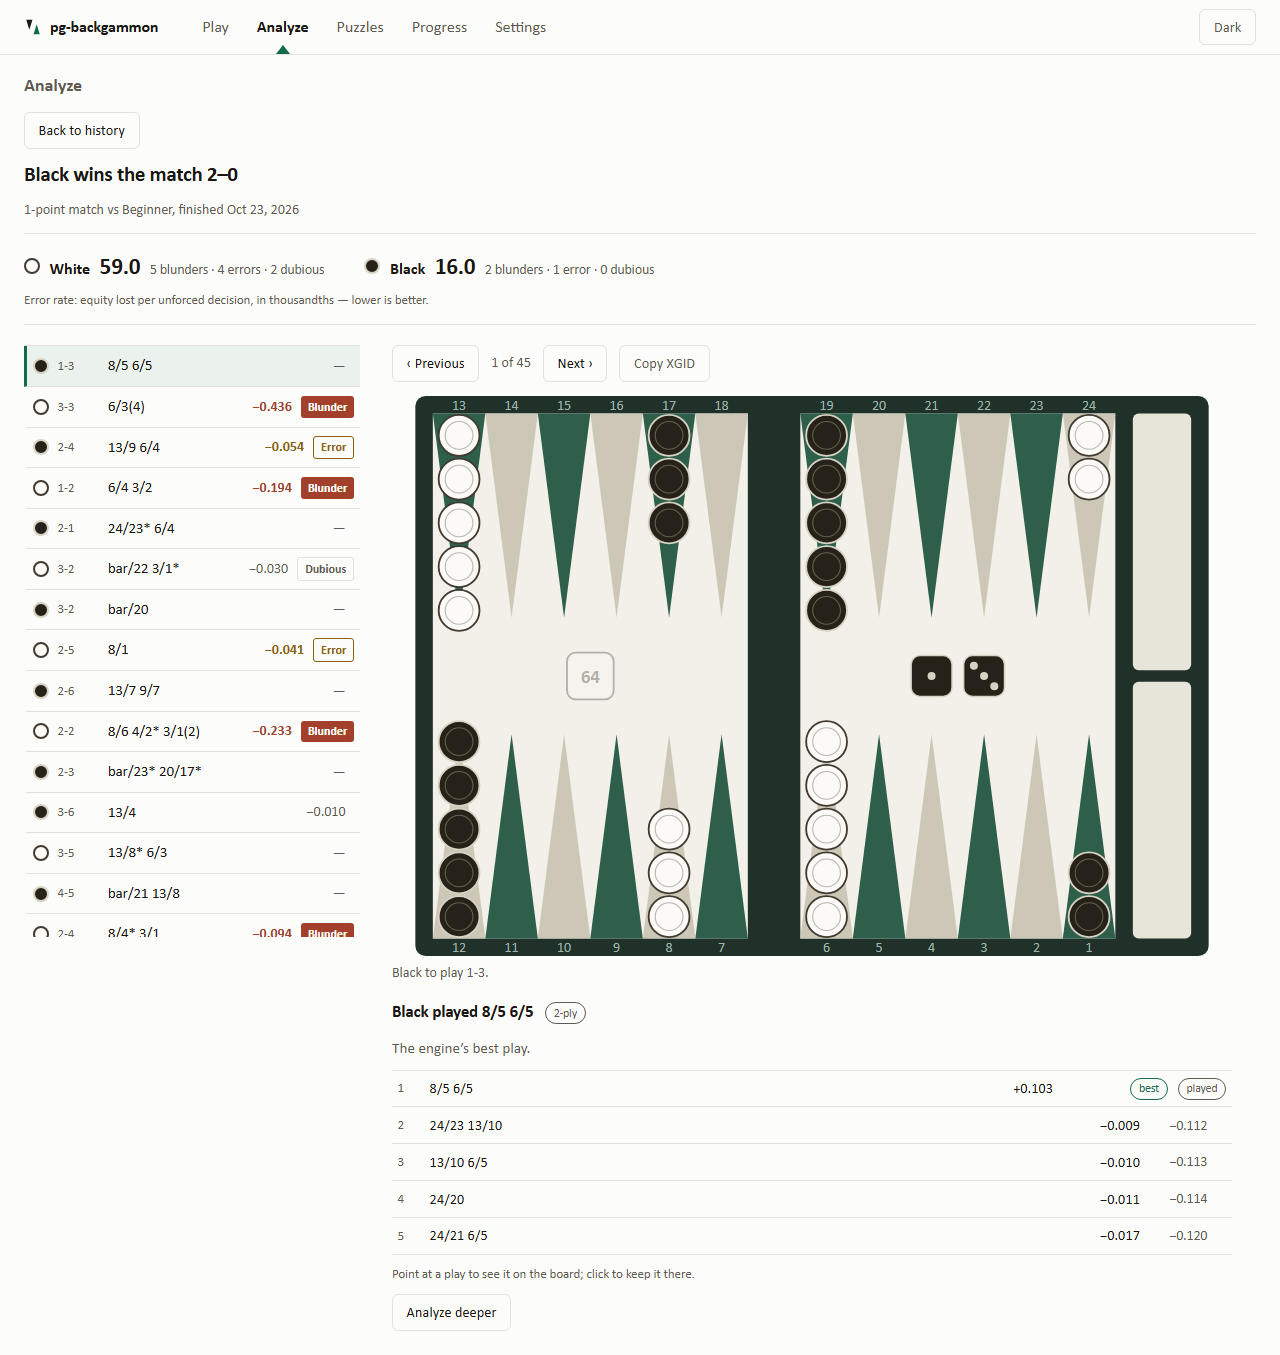 pg-backgammon Play Analyze Puzzles Progress Settings Dark
Analyze
Back to history
Black wins the match 2–0
1-point match vs Beginner, finished Oct 23, 2026
White 59.0 5 blunders · 4 errors · 2 dubious Black 16.0 2 blunders · 1 error · 0 dubious
Error rate: equity lost per unforced decision, in thousandths — lower is better.
1-3 8/5 6/5 —
3-3 6/3(4) −0.436 Blunder
2-4 13/9 6/4 −0.054 Error
1-2 6/4 3/2 −0.194 Blunder
2-1 24/23* 6/4 —
3-2 bar/22 3/1* −0.030 Dubious
3-2 bar/20 —
2-5 8/1 −0.041 Error
2-6 13/7 9/7 —
2-2 8/6 4/2* 3/1(2) −0.233 Blunder
2-3 bar/23* 20/17* —
3-6 13/4 −0.010
3-5 13/8* 6/3 —
4-5 bar/21 13/8 —
2-4 8/4* 3/1 −0.094 Blunder
‹ Previous 1 of 45 Next › Copy XGID
13 14 15 16 17 18 19 20 21 22 23 24
64
12 11 10 9 8 7 6 5 4 3 2 1
Black to play 1-3.
Black played 8/5 6/5 2-ply
The engine’s best play.
1 8/5 6/5 +0.103 best played
2 24/23 13/10 −0.009 −0.112
3 13/10 6/5 −0.010 −0.113
4 24/20 −0.011 −0.114
5 24/21 6/5 −0.017 −0.120
Point at a play to see it on the board; click to keep it there.
Analyze deeper